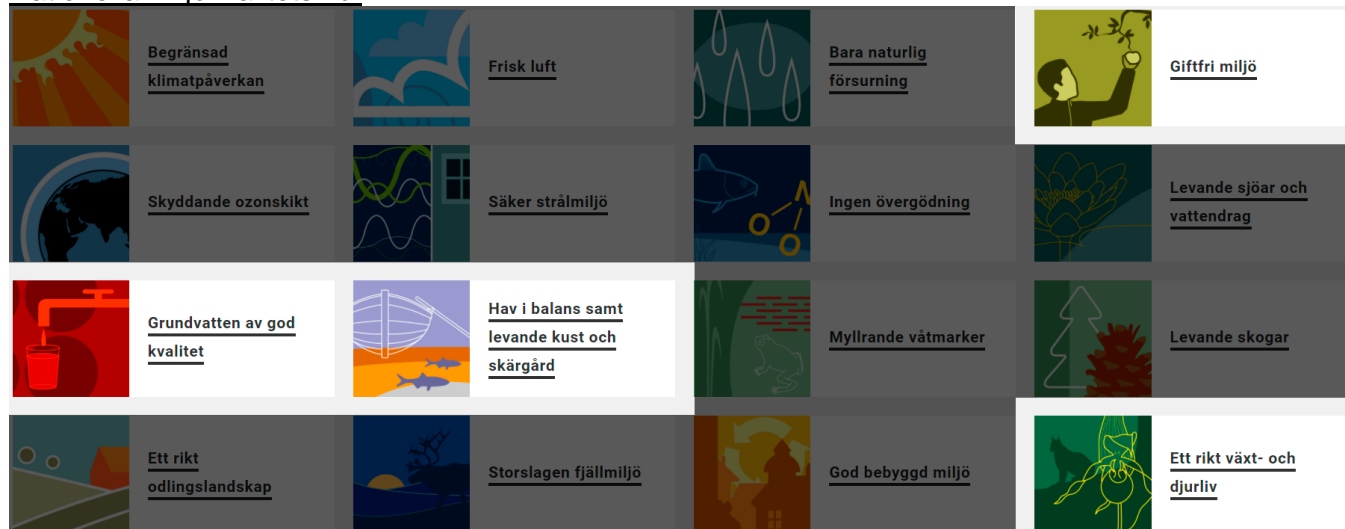 Begränsad
klimatpåverkan
Frisk luft
Bara naturlig
försurning
Giftfri miljö
Skyddande ozonskikt
Säker strålmiljö
Ingen övergödning
Levande sjöar och
vattendrag
Grundvatten av god
kvalitet
Hav i balans samt
levande kust och
skärgård
Myllrande våtmarker
Levande skogar
Ett rikt
odlingslandskap
Storslagen fjällmiljö
God bebyggd miljö
Ett rikt växt- och
djurliv
N
O
O